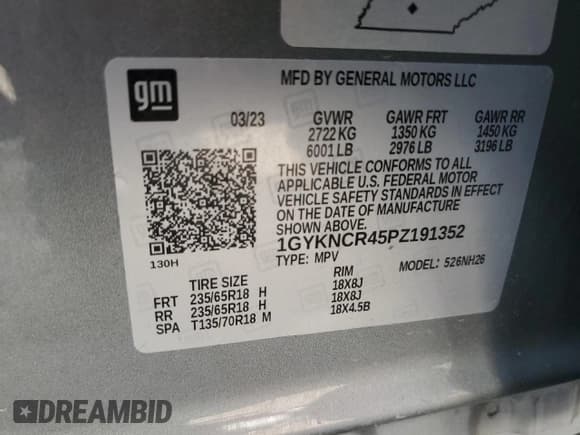 gm
MFD BY GENERAL MOTORS LLC
03/23 GVWR GAWR FRT GAWR RR
2722 KG 1350 KG 1450 KG
6001 LB 2976 LB 3196 LB
THIS VEHICLE CONFORMS TO ALL
APPLICABLE U.S. FEDERAL MOTOR
VEHICLE SAFETY STANDARDS IN EFFECT
ON THE DATE OF MANUFACTURE SHOWN ABOVE.
1GYKNCR45PZ191352
130H
TYPE: MPV MODEL: 526NH26
TIRE SIZE RIM
FRT 235/65R18 H 18X8J
RR 235/65R18 H 18X8J
SPA T135/70R18 M 18X4.5B
DREAMBID